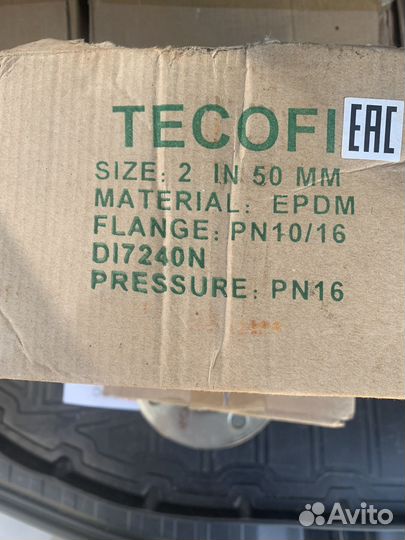 TECOFI EAC
SIZE: 2 IN 50 MM
MATERIAL: EPDM
FLANGE: PN10/16
DI7240N
PRESSURE: PN16
Avito